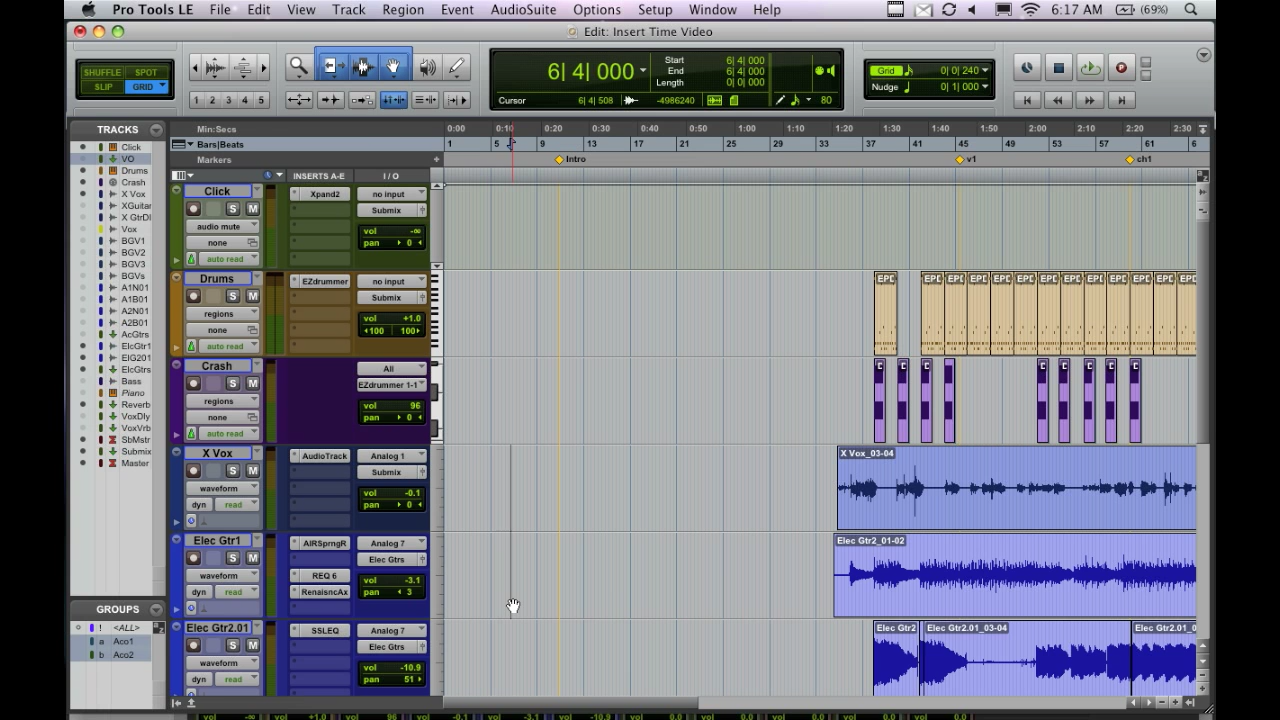 Pro Tools LE File Edit View Track Region Event AudioSuite Options Setup Window Help 6:17 AM (69%)
Edit: Insert Time Video
SHUFFLE SPOT
SLIP GRID
1 2 3 4 5
6| 4| 000
Start 6| 4| 000
End 6| 4| 000
Length 0| 0| 000
Cursor 6| 4| 508 -4986240 80
Grid 0| 0| 240
Nudge 0| 1| 000
TRACKS
Click
VO
Drums
Crash
X Vox
XGuitar
X GtrDI
Vox
BGV1
BGV2
BGV3
BGVs
A1N01
A1B01
A2N01
A2B01
AcGtrs
ElcGtr1
ElG201
ElcGtrs
Bass
Piano
Reverb
VoxDly
VoxVrb
SbMstr
Submix
Master
GROUPS
! <ALL>
a Aco1
b Aco2
Min:Secs 0:00 0:10 0:20 0:30 0:40 0:50 1:00 1:10 1:20 1:30 1:40 1:50 2:00 2:10 2:20 2:30
Bars|Beats 1 5 9 13 17 21 25 29 33 37 41 45 49 53 57 61 6
Markers + Intro v1 ch1
INSERTS A-E I / O
Click Xpand2 no input
S M Submix
audio mute vol -∞
none pan 0
auto read
Drums EZdrummer no input
S M Submix
regions vol +1.0
none 100 100
auto read
Crash All
S M EZdrummer 1-1
regions vol 96
none pan 0
auto read
X Vox AudioTrack Analog 1 X Vox_03-04
S M Submix
waveform vol -0.1
dyn read pan 0
Elec Gtr1 AIRSprngR Analog 7 Elec Gtr2_01-02
S M Elec Gtrs
waveform REQ 6 vol -3.1
dyn read RenaisncAx pan 3
Elec Gtr2.01 SSLEQ Analog 7 Elec Gtr2 Elec Gtr2.01_03-04 Elec Gtr2.01_0
S M Elec Gtrs
waveform vol -10.9
dyn read 51